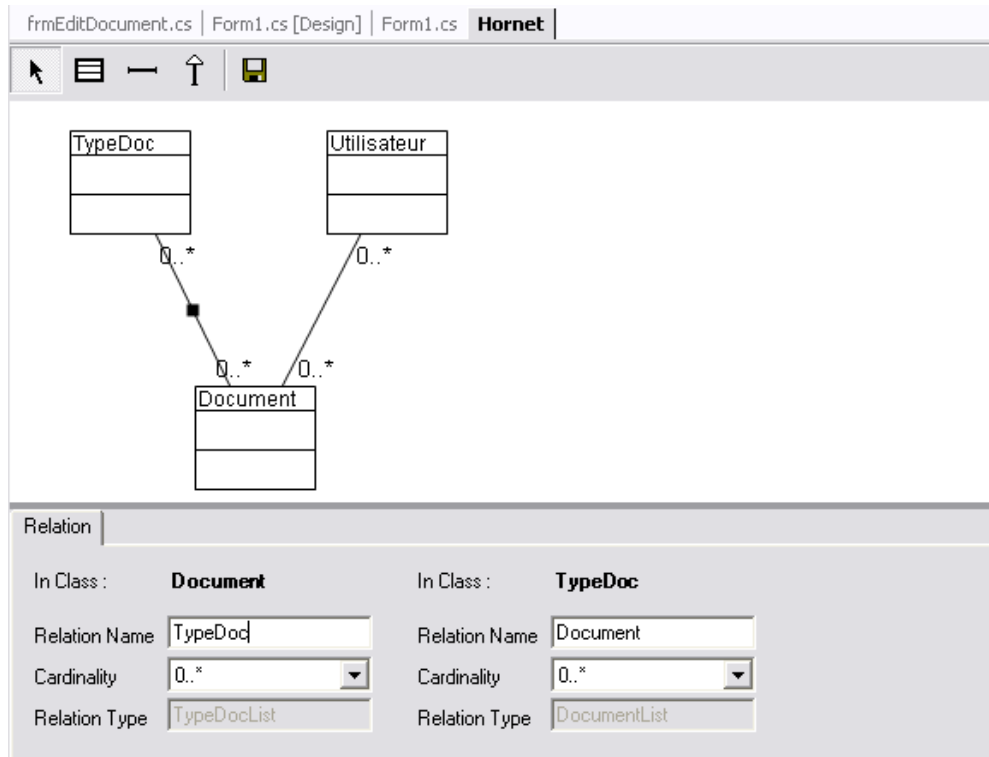 frmEditDocument.cs | Form1.cs [Design] | Form1.cs Hornet
TypeDoc Utilisateur
0..* 0..*
0..* 0..*
Document
Relation
In Class : Document In Class : TypeDoc
Relation Name TypeDoc Relation Name Document
Cardinality 0..* Cardinality 0..*
Relation Type TypeDocList Relation Type DocumentList